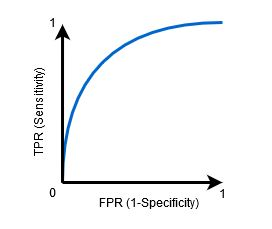 1
TPR (Sensitivity)
0
1
FPR (1-Specificity)